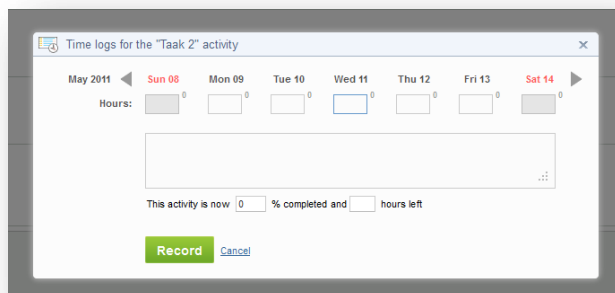 Time logs for the "Taak 2" activity
May 2011 Sun 08 Mon 09 Tue 10 Wed 11 Thu 12 Fri 13 Sat 14
Hours: 0 0 0 0 0 0 0
This activity is now 0 % completed and hours left
Record Cancel